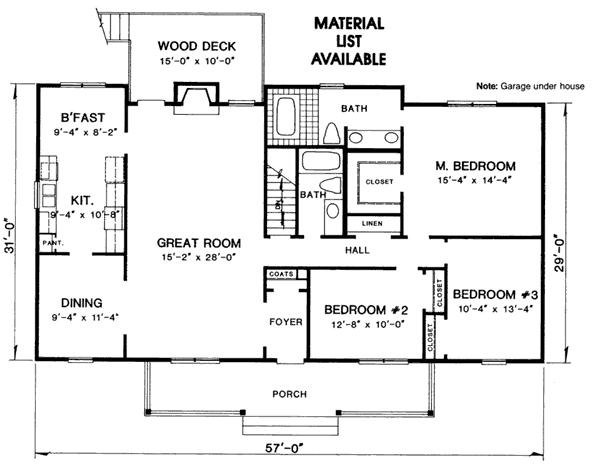 MATERIAL
LIST
AVAILABLE
WOOD DECK
15'-0" x 10'-0"
Note: Garage under house
B'FAST
9'-4" x 8'-2"
BATH
M. BEDROOM
15'-4" x 14'-4"
CLOSET
BATH
KIT.
9'-4" x 10'-8"
DN.
LINEN
PANT.
GREAT ROOM
15'-2" x 28'-0"
HALL
31'-0"
29'-0"
COATS
CLOSET
DINING
9'-4" x 11'-4"
FOYER
BEDROOM #2
12'-8" x 10'-0"
BEDROOM #3
10'-4" x 13'-4"
CLOSET
PORCH
57'-0"